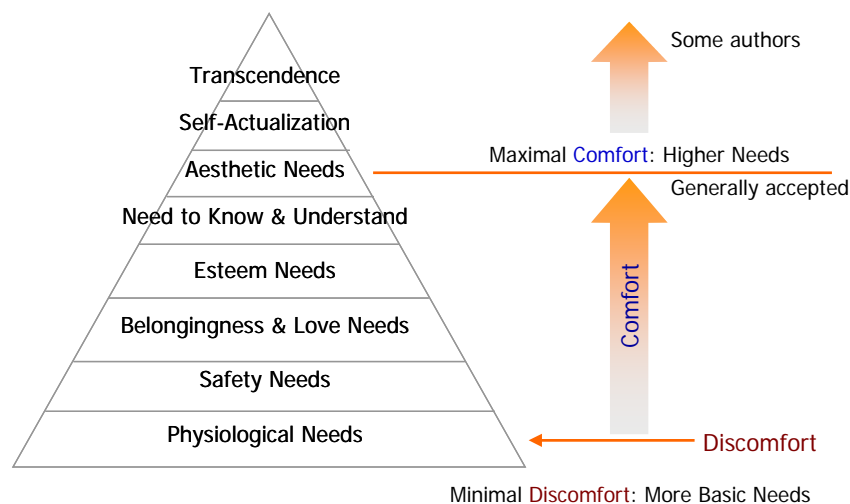 Transcendence
Self-Actualization
Aesthetic Needs
Need to Know & Understand
Esteem Needs
Belongingness & Love Needs
Safety Needs
Physiological Needs
Some authors
Maximal Comfort: Higher Needs
Generally accepted
Comfort
Discomfort
Minimal Discomfort: More Basic Needs